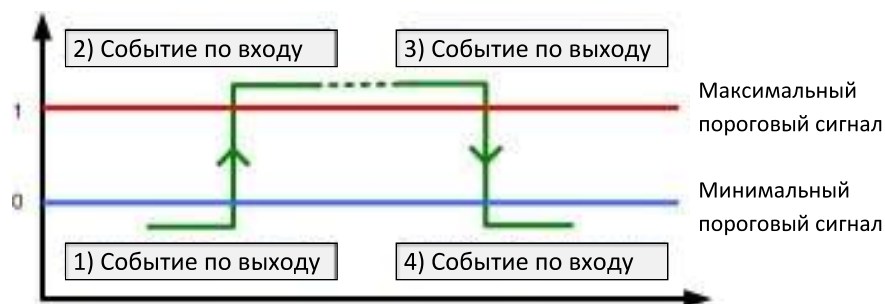 2) Событие по входу
3) Событие по выходу
1
Максимальный
пороговый сигнал
0
Минимальный
пороговый сигнал
1) Событие по выходу
4) Событие по входу